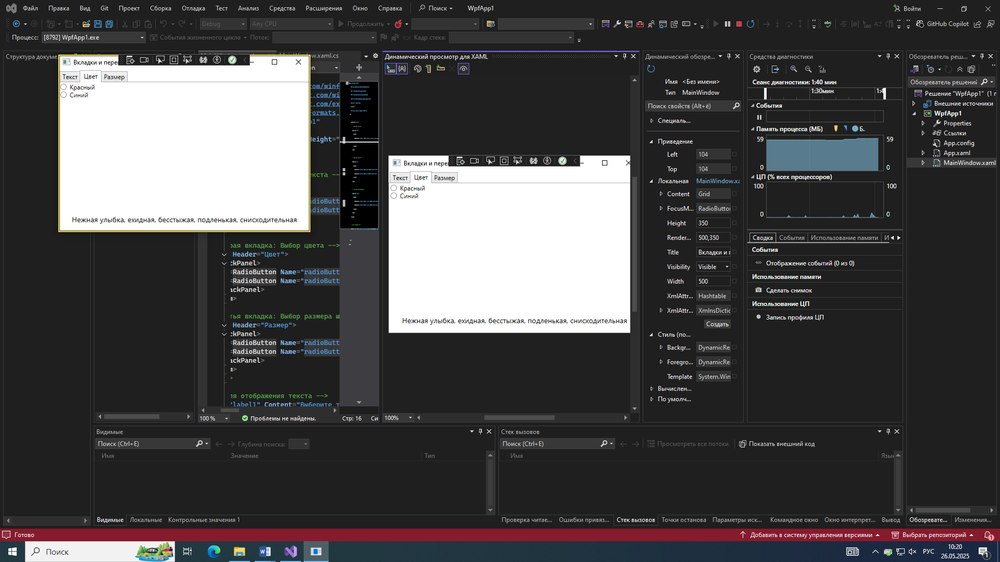 Файл Правка Вид Git Проект Сборка Отладка Тест Анализ Средства Расширения Окно Справка Поиск WpfApp1 Войти
Debug Any CPU Продолжить GitHub Copilot
Процесс: [8792] WpfApp1.exe События жизненного цикла Поток: Кадр стека:
Структура докуме
MainWindow.xaml.cs
Вкладки и пере
Текст Цвет Размер
Красный
Синий
Нежная улыбка, ехидная, бесстыжая, подленькая, снисходительная
.com/winf
t.com/wi
t.com/ex
Formats.
Height="
екста --
adioButt
adioButt
рая вкладка: Выбор цвета -->
Header="Цвет">
ckPanel>
<RadioButton Name="radioButt
<RadioButton Name="radioButt
ackPanel>
m>
тья вкладка: Выбор размера ш
Header="Размер">
ckPanel>
<RadioButton Name="radioButt
<RadioButton Name="radioButt
ackPanel>
m>
>
ля отображения текста -->
"label1" Content="Выберите т
100 % Проблемы не найдены. Стр: 16 Си
Динамический просмотр для XAML
Вкладки и пере
Текст Цвет Размер
Красный
Синий
Нежная улыбка, ехидная, бесстыжая, подленькая, снисходительная
100%
Динамический обозре...
Имя <Без имени>
Тип MainWindow
Поиск свойств (Alt+ё)
Специаль...
Приведение
Left 104
Top 104
Локальная MainWindow.xa
Content Grid
FocusM... RadioButton
Height 350
Render... 500,350
Title Вкладки и п
Visibility Visible
Width 500
XmlAttr... Hashtable
XmlAttr... XmlnsDictio
Создать
Стиль (по...
Backgr... DynamicRe
Foregro... DynamicRe
Template System.Win
Вычислен...
По умолч...
Средства диагностики
Сеанс диагностики: 1:40 мин
1:30мин 1:4
События
Память процесса (МБ) Б..
59 59
0 0
ЦП (% всех процессоров)
100 100
0 0
Сводка События Использование памяти И
События
Отображение событий (0 из 0)
Использование памяти
Сделать снимок
Использование ЦП
Запись профиля ЦП
Обозреватель реш...
Обозреватель решений
Решение "WpfApp1" (1 г
Внешние источники
WpfApp1
Properties
Ссылки
App.config
App.xaml
MainWindow.xaml
Видимые
Поиск (Ctrl+E) Глубина поиска:
Имя Значение Тип
Видимые Локальные Контрольные значения 1
Стек вызовов
Поиск (Ctrl+E) Просмотреть все потоки Показать внешний код
Имя Язык
Проверка читае... Ошибки привяз... Стек вызовов Точки останова Параметры иск... Командное окно Окно интерпрет... Вывод
Обозревате... Изменения...
Готово Добавить в систему управления версиями Выбрать репозиторий 1
Поиск РУС 10:20 26.05.2025 1